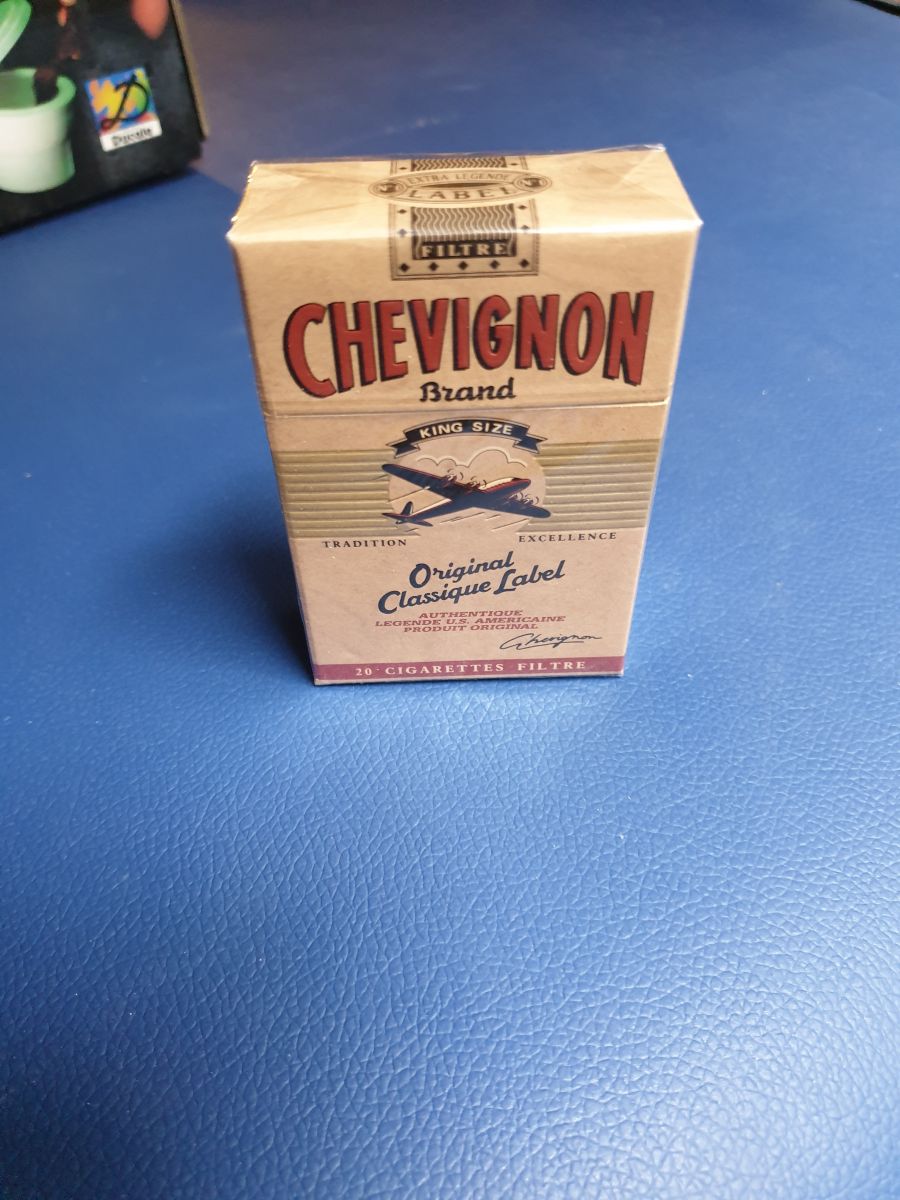 EXTRA LEGENDE
LABEL
FILTRE
CHEVIGNON
Brand
KING SIZE
TRADITION EXCELLENCE
Original
Classique Label
AUTHENTIQUE
LEGENDE U.S. AMERICAINE
PRODUIT ORIGINAL
Chevignon
20 CIGARETTES FILTRE